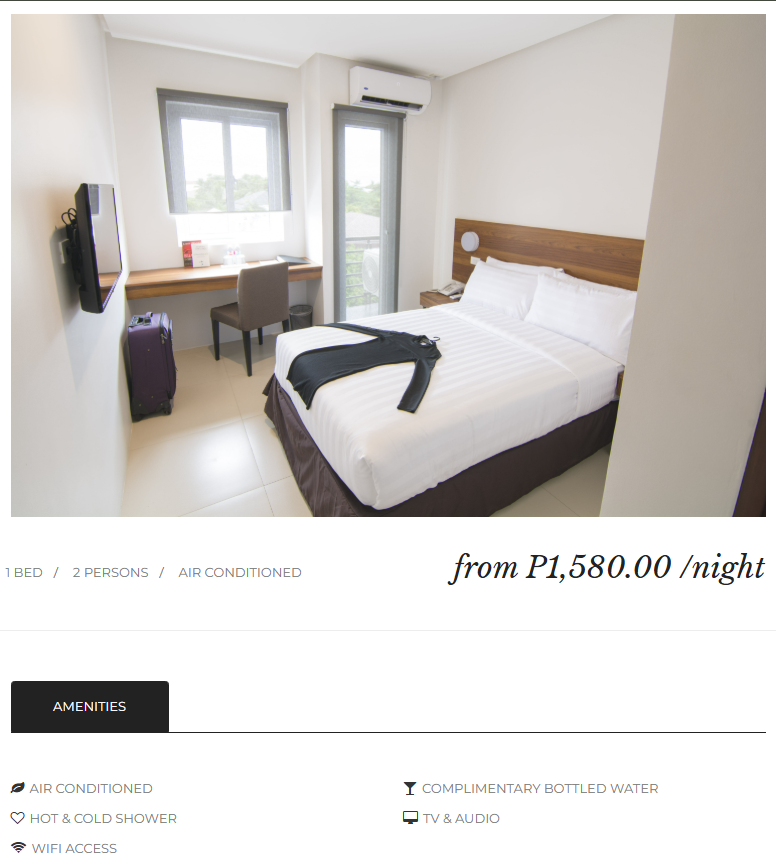 1 BED / 2 PERSONS / AIR CONDITIONED
from P1,580.00 /night
AMENITIES
AIR CONDITIONED
COMPLIMENTARY BOTTLED WATER
HOT & COLD SHOWER
TV & AUDIO
WIFI ACCESS